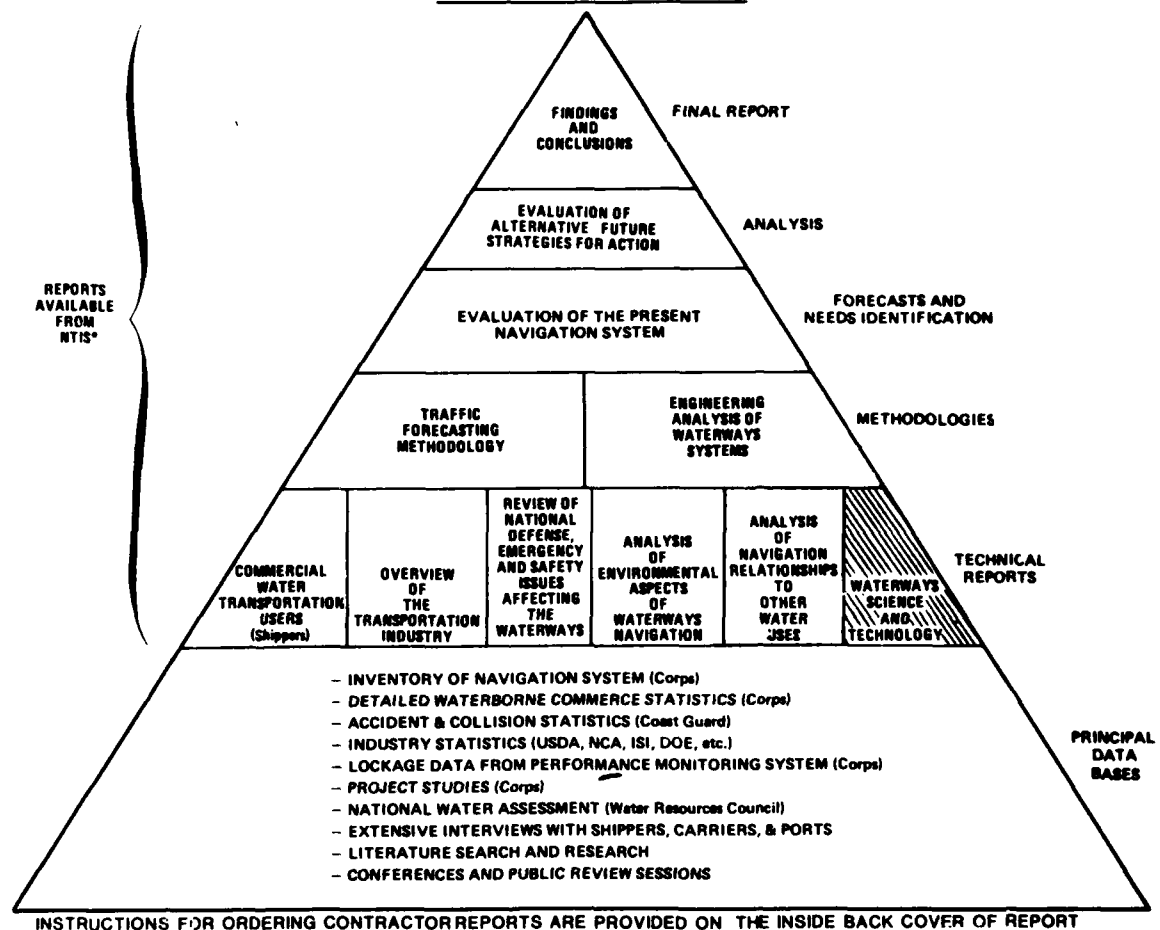 FINDINGS
AND
CONCLUSIONS
FINAL REPORT
EVALUATION OF
ALTERNATIVE FUTURE
STRATEGIES FOR ACTION
ANALYSIS
REPORTS
AVAILABLE
FROM
NTIS*
EVALUATION OF THE PRESENT
NAVIGATION SYSTEM
FORECASTS AND
NEEDS IDENTIFICATION
TRAFFIC
FORECASTING
METHODOLOGY
ENGINEERING
ANALYSIS OF
WATERWAYS
SYSTEMS
METHODOLOGIES
COMMERCIAL
WATER
TRANSPORTATION
USERS
(Shippers)
OVERVIEW
OF
THE
TRANSPORTATION
INDUSTRY
REVIEW OF
NATIONAL
DEFENSE,
EMERGENCY
AND SAFETY
ISSUES
AFFECTING
THE
WATERWAYS
ANALYSIS
OF
ENVIRONMENTAL
ASPECTS
OF
WATERWAYS
NAVIGATION
ANALYSIS
OF
NAVIGATION
RELATIONSHIPS
TO
OTHER
WATER
USES
WATERWAYS
SCIENCE
AND
TECHNOLOGY
TECHNICAL
REPORTS
– INVENTORY OF NAVIGATION SYSTEM (Corps)
– DETAILED WATERBORNE COMMERCE STATISTICS (Corps)
– ACCIDENT & COLLISION STATISTICS (Coast Guard)
– INDUSTRY STATISTICS (USDA, NCA, ISI, DOE, etc.)
– LOCKAGE DATA FROM PERFORMANCE MONITORING SYSTEM (Corps)
– PROJECT STUDIES (Corps)
– NATIONAL WATER ASSESSMENT (Water Resources Council)
– EXTENSIVE INTERVIEWS WITH SHIPPERS, CARRIERS, & PORTS
– LITERATURE SEARCH AND RESEARCH
– CONFERENCES AND PUBLIC REVIEW SESSIONS
PRINCIPAL
DATA
BASES
INSTRUCTIONS FOR ORDERING CONTRACTOR REPORTS ARE PROVIDED ON THE INSIDE BACK COVER OF REPORT